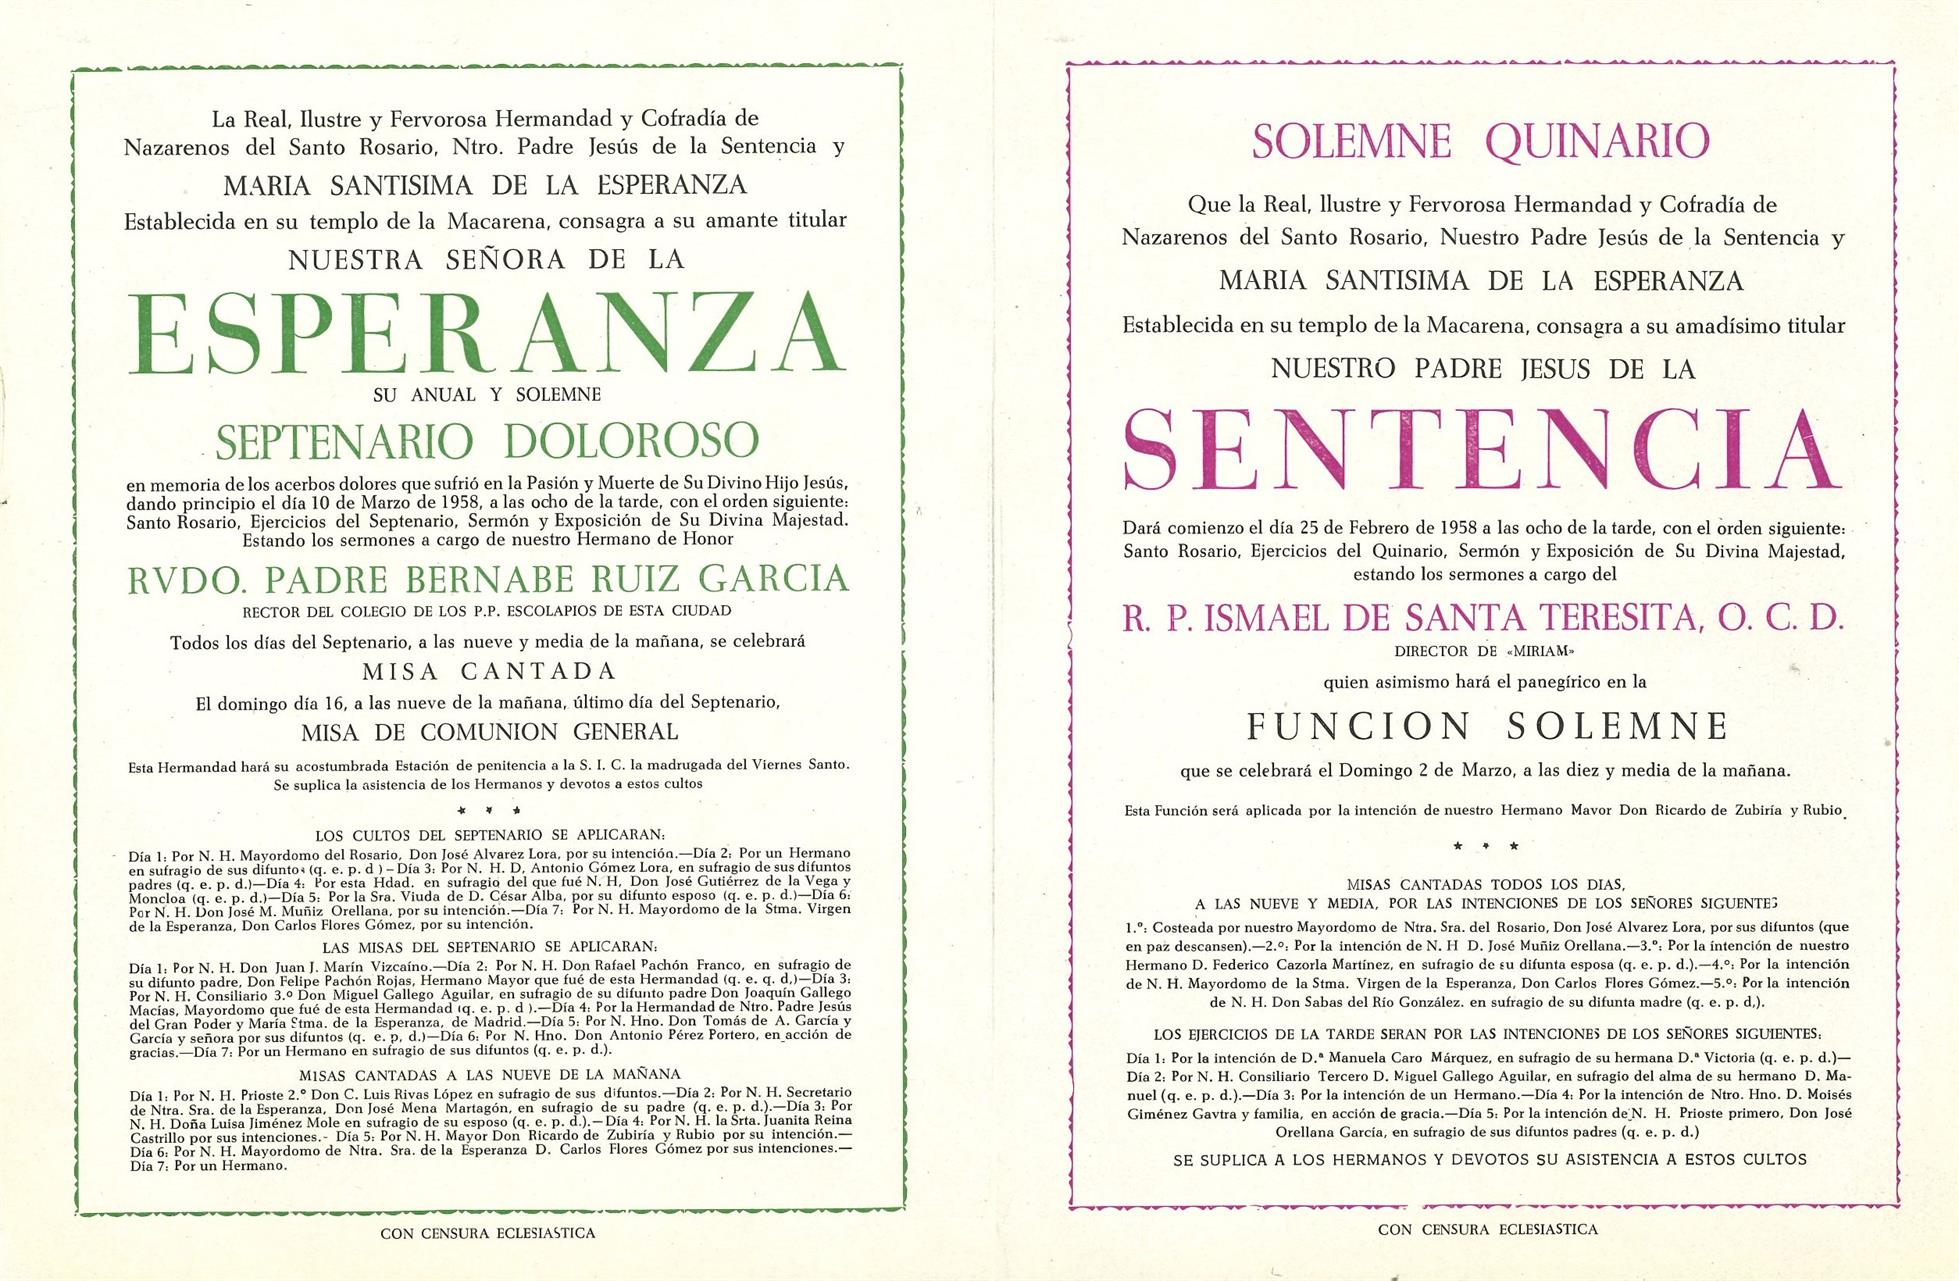 La Real, Ilustre y Fervorosa Hermandad y Cofradía de
Nazarenos del Santo Rosario, Ntro. Padre Jesús de la Sentencia y
MARIA SANTISIMA DE LA ESPERANZA
Establecida en su templo de la Macarena, consagra a su amante titular
NUESTRA SEÑORA DE LA
ESPERANZA
SU ANUAL Y SOLEMNE
SEPTENARIO DOLOROSO
en memoria de los acerbos dolores que sufrió en la Pasión y Muerte de Su Divino Hijo Jesús,
dando principio el día 10 de Marzo de 1958, a las ocho de la tarde, con el orden siguiente:
Santo Rosario, Ejercicios del Septenario, Sermón y Exposición de Su Divina Majestad.
Estando los sermones a cargo de nuestro Hermano de Honor
RVDO. PADRE BERNABE RUIZ GARCIA
RECTOR DEL COLEGIO DE LOS P.P. ESCOLAPIOS DE ESTA CIUDAD
Todos los días del Septenario, a las nueve y media de la mañana, se celebrará
MISA CANTADA
El domingo día 16, a las nueve de la mañana, último día del Septenario,
MISA DE COMUNION GENERAL
Esta Hermandad hará su acostumbrada Estación de penitencia a la S. I. C. la madrugada del Viernes Santo.
Se suplica la asistencia de los Hermanos y devotos a estos cultos
* * *
LOS CULTOS DEL SEPTENARIO SE APLICARAN:
Día 1: Por N. H. Mayordomo del Rosario, Don José Alvarez Lora, por su intención.—Día 2: Por un Hermano
en sufragio de sus difuntos (q. e. p. d ) – Día 3: Por N. H. D, Antonio Gómez Lora, en sufragio de sus difuntos
padres (q. e. p. d.)—Día 4: Por esta Hdad. en sufragio del que fué N. H, Don José Gutiérrez de la Vega y
Moncloa (q. e. p. d.)—Día 5: Por la Sra. Viuda de D. César Alba, por su difunto esposo (q. e. p. d.)—Día 6:
Por N. H. Don José M. Muñiz Orellana, por su intención.—Día 7: Por N. H. Mayordomo de la Stma. Virgen
de la Esperanza, Don Carlos Flores Gómez, por su intención.
LAS MISAS DEL SEPTENARIO SE APLICARAN:
Día 1: Por N. H. Don Juan J. Marín Vizcaíno.—Día 2: Por N. H. Don Rafael Pachón Franco, en sufragio de
su difunto padre, Don Felipe Pachón Rojas, Hermano Mayor que fué de esta Hermandad (q. e. q. d,)—Día 3:
Por N. H. Consiliario 3.º Don Miguel Gallego Aguilar, en sufragio de su difunto padre Don Joaquín Gallego
Macías, Mayordomo que fué de esta Hermandad (q. e. p. d ).—Día 4: Por la Hermandad de Ntro. Padre Jesús
del Gran Poder y María Stma. de la Esperanza, de Madrid.—Día 5: Por N. Hno. Don Tomás de A. García y
García y señora por sus difuntos (q. e. p, d.)—Día 6: Por N. Hno. Don Antonio Pérez Portero, en acción de
gracias.—Día 7: Por un Hermano en sufragio de sus difuntos (q. e. p. d.).
MISAS CANTADAS A LAS NUEVE DE LA MAÑANA
Día 1: Por N. H. Prioste 2.º Don C. Luis Rivas López en sufragio de sus difuntos.—Día 2: Por N. H. Secretario
de Ntra. Sra. de la Esperanza, Don José Mena Martagón, en sufragio de su padre (q. e. p. d.).—Día 3: Por
N. H. Doña Luisa Jiménez Mole en sufragio de su esposo (q. e. p. d.).—Día 4: Por N. H. la Srta. Juanita Reina
Castrillo por sus intenciones.- Día 5: Por N. H. Mayor Don Ricardo de Zubiría y Rubio por su intención.—
Día 6: Por N. H. Mayordomo de Ntra. Sra. de la Esperanza D. Carlos Flores Gómez por sus intenciones.—
Día 7: Por un Hermano.
CON CENSURA ECLESIASTICA
SOLEMNE QUINARIO
Que la Real, Ilustre y Fervorosa Hermandad y Cofradía de
Nazarenos del Santo Rosario, Nuestro Padre Jesús de la Sentencia y
MARIA SANTISIMA DE LA ESPERANZA
Establecida en su templo de la Macarena, consagra a su amadísimo titular
NUESTRO PADRE JESUS DE LA
SENTENCIA
Dará comienzo el día 25 de Febrero de 1958 a las ocho de la tarde, con el orden siguiente:
Santo Rosario, Ejercicios del Quinario, Sermón y Exposición de Su Divina Majestad,
estando los sermones a cargo del
R. P. ISMAEL DE SANTA TERESITA, O. C. D.
DIRECTOR DE «MIRIAM»
quien asimismo hará el panegírico en la
FUNCION SOLEMNE
que se celebrará el Domingo 2 de Marzo, a las diez y media de la mañana.
Esta Función será aplicada por la intención de nuestro Hermano Mavor Don Ricardo de Zubiría y Rubio.
* * *
MISAS CANTADAS TODOS LOS DIAS,
A LAS NUEVE Y MEDIA, POR LAS INTENCIONES DE LOS SEÑORES SIGUENTES
1.º: Costeada por nuestro Mayordomo de Ntra. Sra. del Rosario, Don José Alvarez Lora, por sus difuntos (que
en paz descansen).—2.º: Por la intención de N. H D. José Muñiz Orellana.—3.º: Por la intención de nuestro
Hermano D. Federico Cazorla Martínez, en sufragio de su difunta esposa (q. e. p. d.).—4.º: Por la intención
de N. H. Mayordomo de la Stma. Virgen de la Esperanza, Don Carlos Flores Gómez.—5.º: Por la intención
de N. H. Don Sabas del Río González. en sufragio de su difunta madre (q. e. p. d,).
LOS EJERCICIOS DE LA TARDE SERAN POR LAS INTENCIONES DE LOS SEÑORES SIGUIENTES:
Día 1: Por la intención de D.ª Manuela Caro Márquez, en sufragio de su hermana D.ª Victoria (q. e. p. d.)—
Día 2: Por N. H. Consiliario Tercero D. Miguel Gallego Aguilar, en sufragio del alma de su hermano D. Ma-
nuel (q. e. p. d.).—Día 3: Por la intención de un Hermano.—Día 4: Por la intención de Ntro. Hno. D. Moisés
Giménez Gavtra y familia, en acción de gracia.—Día 5: Por la intención de N. H. Prioste primero, Don José
Orellana García, en sufragio de sus difuntos padres (q. e. p. d.)
SE SUPLICA A LOS HERMANOS Y DEVOTOS SU ASISTENCIA A ESTOS CULTOS
CON CENSURA ECLESIASTICA